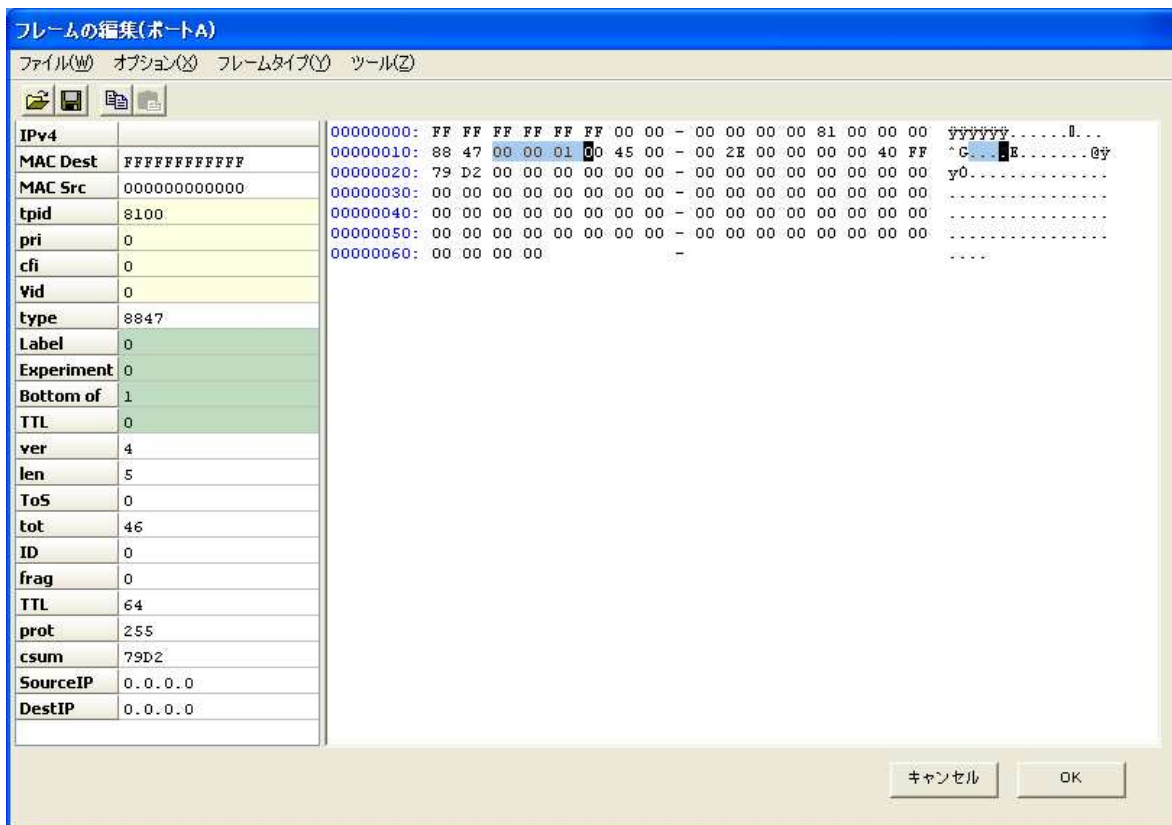 フレームの編集(ポートA)
ファイル(W) オプション(X) フレームタイプ(Y) ツール(Z)
IPv4
MAC Dest FFFFFFFFFFFF
MAC Src 000000000000
tpid 8100
pri 0
cfi 0
Vid 0
type 8847
Label 0
Experiment 0
Bottom of 1
TTL 0
ver 4
len 5
ToS 0
tot 46
ID 0
frag 0
TTL 64
prot 255
csum 79D2
SourceIP 0.0.0.0
DestIP 0.0.0.0
00000000: FF FF FF FF FF FF 00 00 - 00 00 00 00 81 00 00 00 ÿÿÿÿÿÿ......▯...
00000010: 88 47 00 00 01 00 45 00 - 00 2E 00 00 00 00 40 FF ˆG....E.......@ÿ
00000020: 79 D2 00 00 00 00 00 00 - 00 00 00 00 00 00 00 00 yÒ..............
00000030: 00 00 00 00 00 00 00 00 - 00 00 00 00 00 00 00 00 ................
00000040: 00 00 00 00 00 00 00 00 - 00 00 00 00 00 00 00 00 ................
00000050: 00 00 00 00 00 00 00 00 - 00 00 00 00 00 00 00 00 ................
00000060: 00 00 00 00 - ....
キャンセル OK